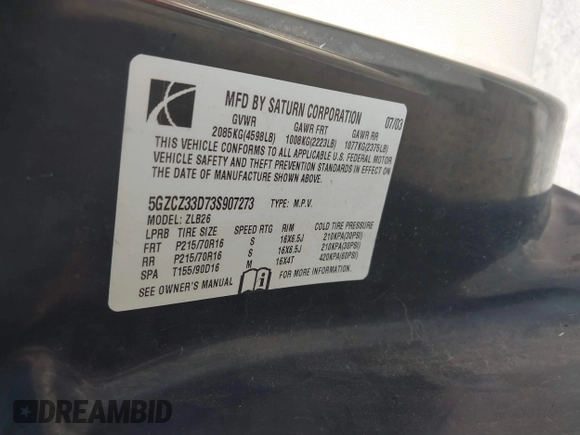 MFD BY SATURN CORPORATION 07/03
GVWR GAWR FRT GAWR RR
2085KG(4598LB) 1008KG(2223LB) 1077KG(2375LB)
THIS VEHICLE CONFORMS TO ALL APPLICABLE U.S. FEDERAL MOTOR
VEHICLE SAFETY AND THEFT PREVENTION STANDARDS IN EFFECT ON
THE DATE OF MANUFACTURE SHOWN ABOVE.
5GZCZ33D73S907273 TYPE: M.P.V.
MODEL: ZLB26
LPRB TIRE SIZE SPEED RTG RIM COLD TIRE PRESSURE
FRT P215/70R16 S 16X6.5J 210KPA(30PSI)
RR P215/70R16 S 16X6.5J 210KPA(30PSI)
SPA T155/90D16 M 16X4T 420KPA(60PSI)
SEE OWNER'S MANUAL FOR MORE INFORMATION.
DREAMBID